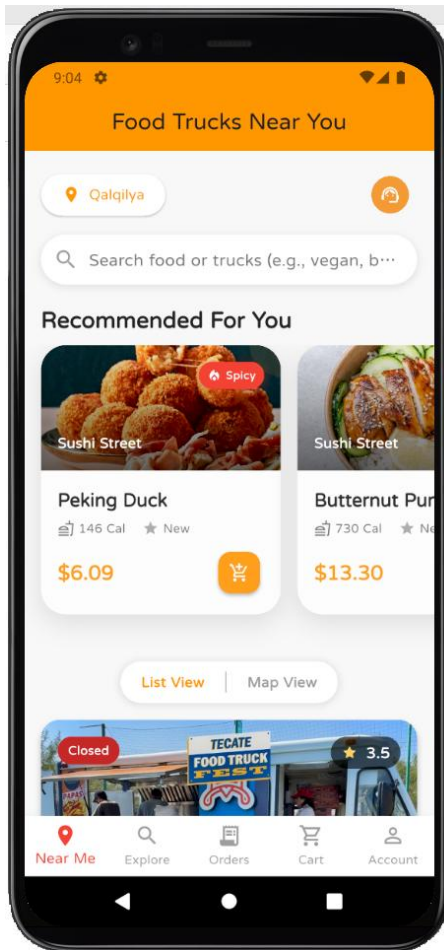 9:04
Food Trucks Near You
Qalqilya
Search food or trucks (e.g., vegan, b···
Recommended For You
Spicy
Sushi Street
Peking Duck
146 Cal New
$6.09
Sushi Street
Butternut Pur
730 Cal Ne
$13.30
List View Map View
Closed
TECATE
FOOD TRUCK
FEST
3.5
PAPAS
Near Me Explore Orders Cart Account